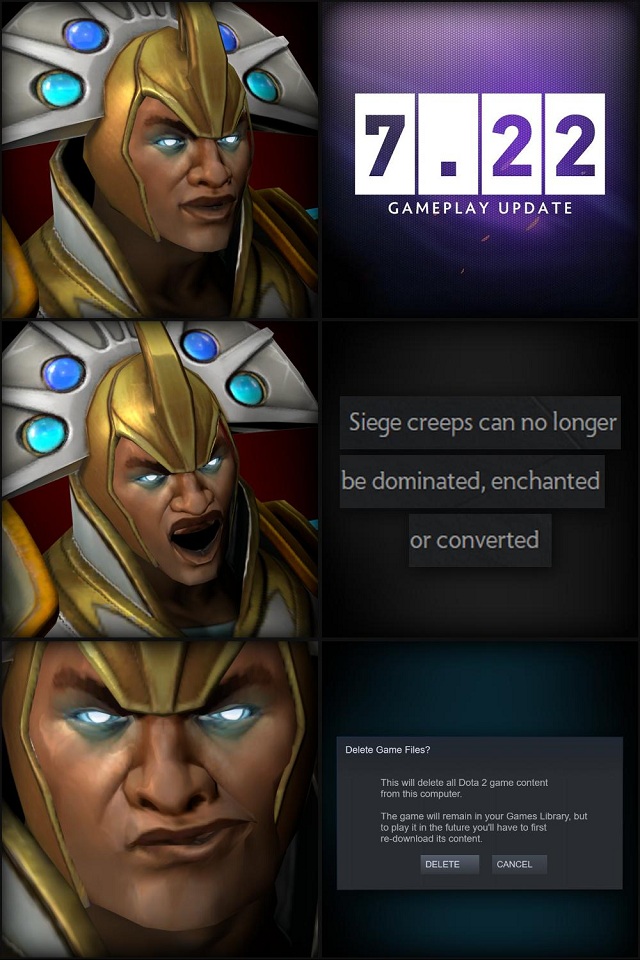 7.22
GAMEPLAY UPDATE
Siege creeps can no longer
be dominated, enchanted
or converted
Delete Game Files?
This will delete all Dota 2 game content
from this computer.
The game will remain in your Games Library, but
to play it in the future you'll have to first
re-download its content.
DELETE CANCEL